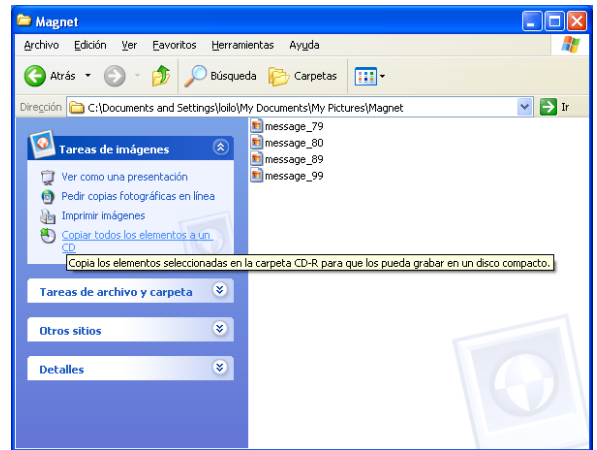 Magnet
Archivo Edición Ver Favoritos Herramientas Ayuda
Atrás Búsqueda Carpetas
Dirección C:\Documents and Settings\loilo\My Documents\My Pictures\Magnet Ir
Tareas de imágenes
Ver como una presentación
Pedir copias fotográficas en línea
Imprimir imágenes
Copiar todos los elementos a un
CD
Copia los elementos seleccionadas en la carpeta CD-R para que los pueda grabar en un disco compacto.
Tareas de archivo y carpeta
Otros sitios
Detalles
message_79
message_80
message_89
message_99